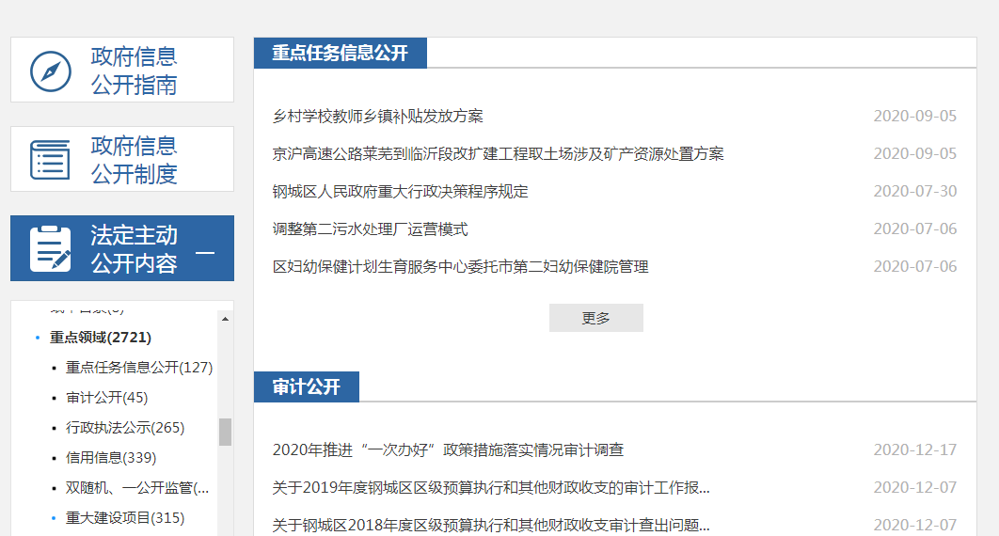 政府信息
公开指南
政府信息
公开制度
法定主动
公开内容
重点领域(2721)
重点任务信息公开(127)
审计公开(45)
行政执法公示(265)
信用信息(339)
双随机、一公开监管(...
重大建设项目(315)
重点任务信息公开
乡村学校教师乡镇补贴发放方案 2020-09-05
京沪高速公路莱芜到临沂段改扩建工程取土场涉及矿产资源处置方案 2020-09-05
钢城区人民政府重大行政决策程序规定 2020-07-30
调整第二污水处理厂运营模式 2020-07-06
区妇幼保健计划生育服务中心委托市第二妇幼保健院管理 2020-07-06
更多
审计公开
2020年推进“一次办好”政策措施落实情况审计调查 2020-12-17
关于2019年度钢城区区级预算执行和其他财政收支的审计工作报... 2020-12-07
关于钢城区2018年度区级预算执行和其他财政收支审计查出问题... 2020-12-07